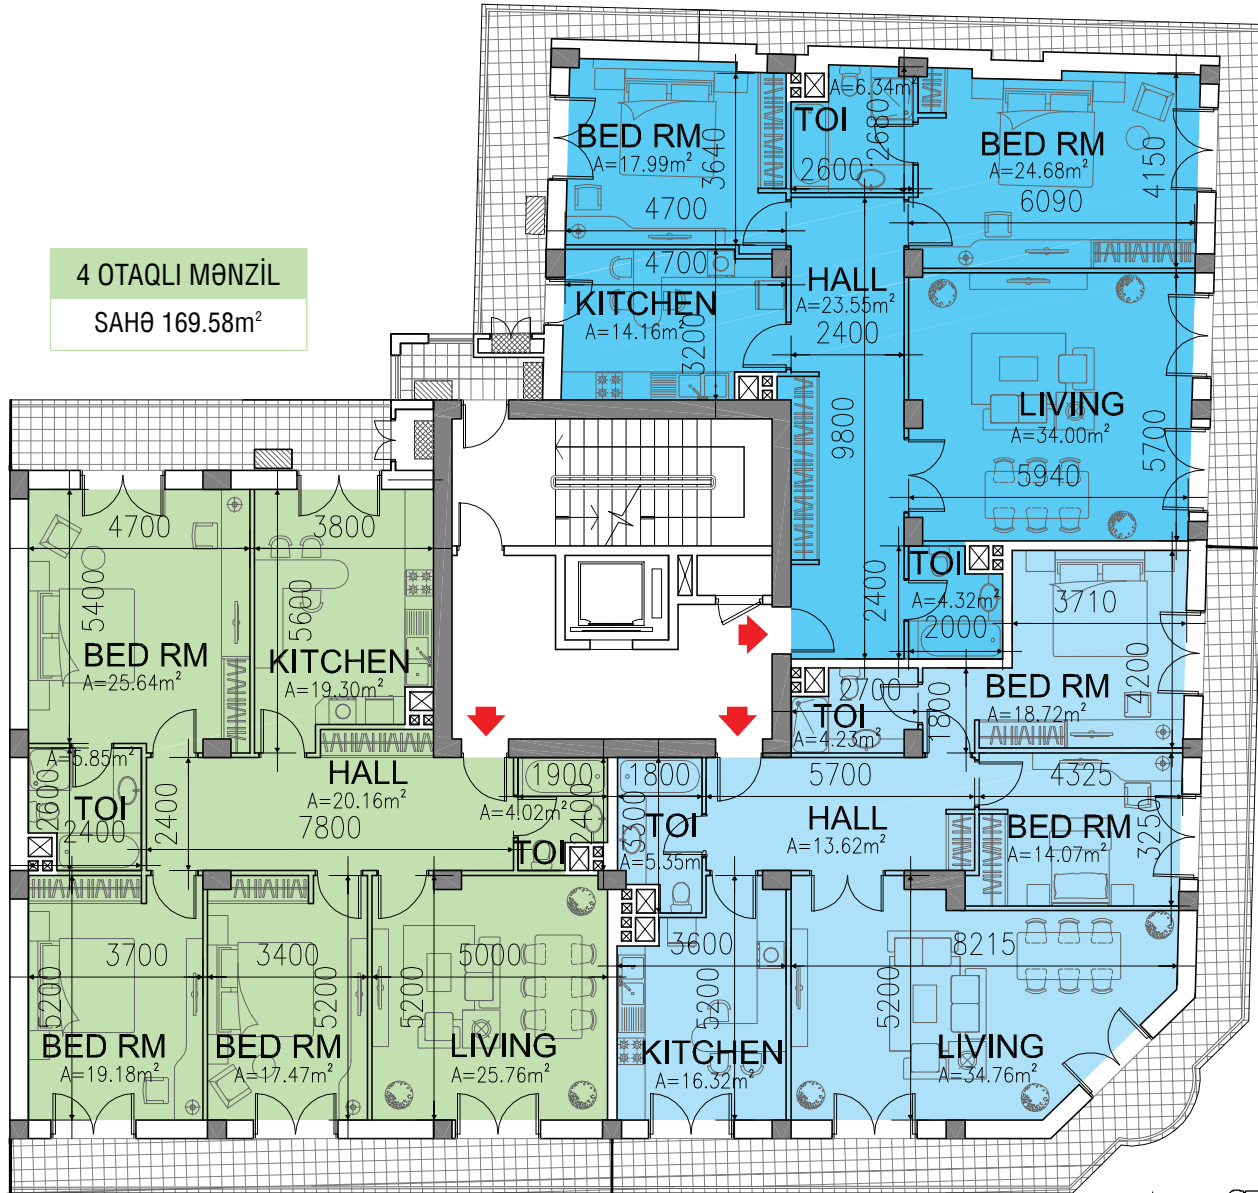 4 OTAQLI MƏNZİL
SAHƏ 169.58m²
BED RM
A=17.99m²
3640
4700
A=6.34m²
TOI
2680
2600
BED RM
A=24.68m²
4150
6090
4700
KITCHEN
A=14.16m²
3200
HALL
A=23.55m²
2400
9800
LIVING
A=34.00m²
5940
5700
2400
TOI
A=4.32m²
2000
4700
5400
BED RM
A=25.64m²
3800
5600
KITCHEN
A=19.30m²
3710
4200
BED RM
A=18.72m²
2700
TOI
A=4.23m²
1800
A=5.85m²
2600
TOI
2400
2400
HALL
A=20.16m²
7800
1900
A=4.02m²
2400
TOI
1800
3300
TOI
A=5.35m²
5700
HALL
A=13.62m²
4325
3250
BED RM
A=14.07m²
3700
5200
BED RM
A=19.18m²
3400
5200
BED RM
A=17.47m²
5000
5200
LIVING
A=25.76m²
3600
5200
KITCHEN
A=16.32m²
8215
5200
LIVING
A=34.76m²